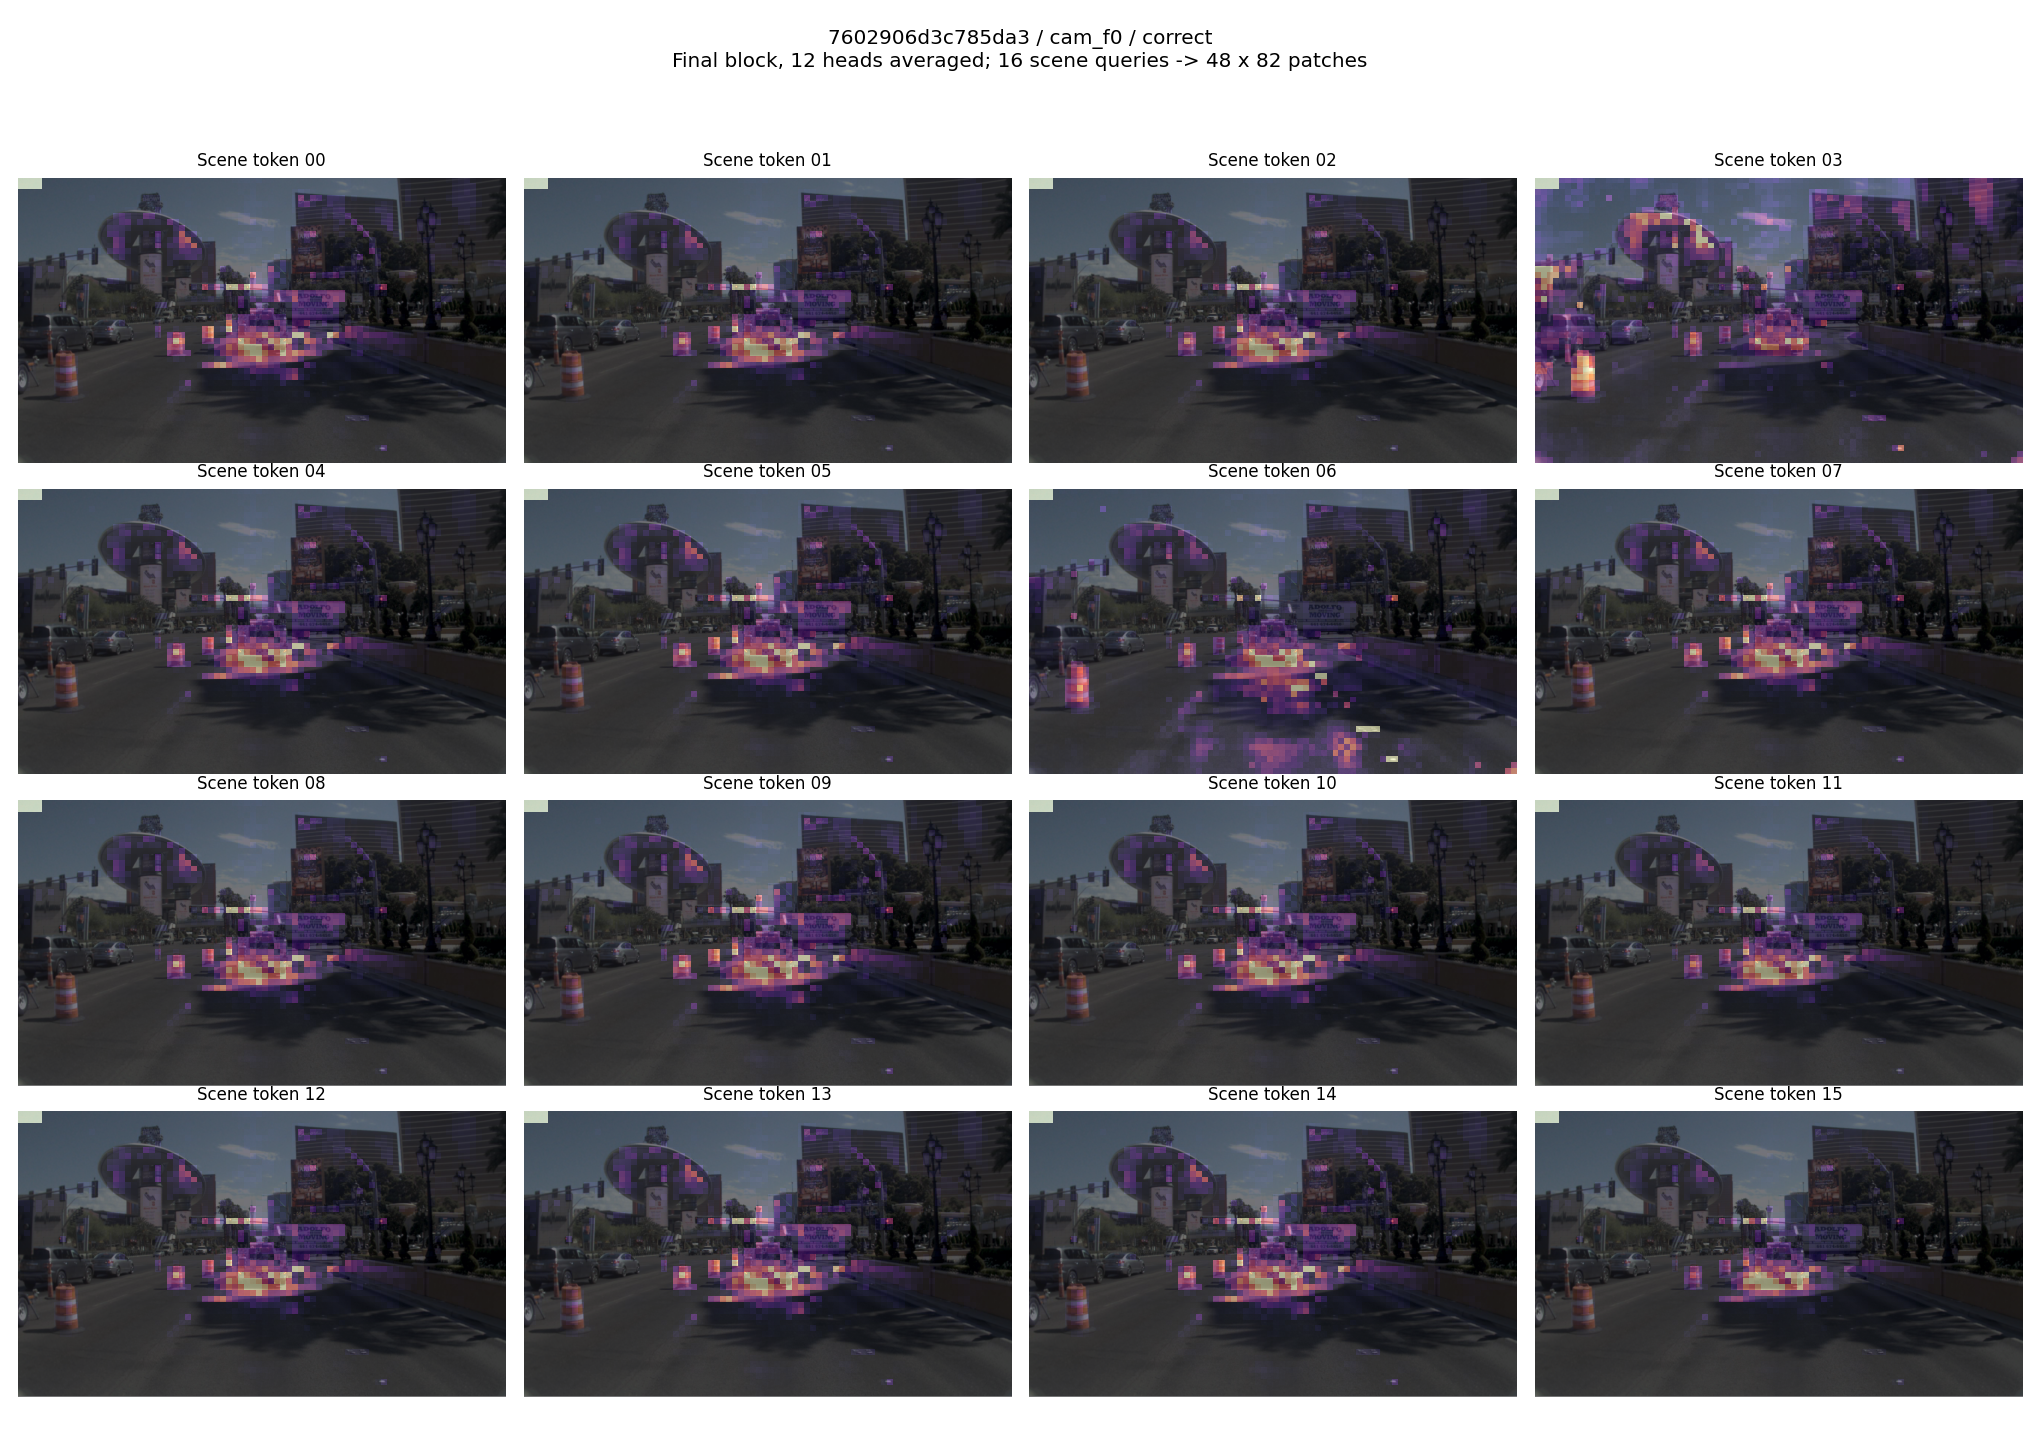 7602906d3c785da3 / cam_f0 / correct
Final block, 12 heads averaged; 16 scene queries -> 48 x 82 patches
Scene token 00
Scene token 01
Scene token 02
Scene token 03
Scene token 04
Scene token 05
Scene token 06
Scene token 07
Scene token 08
Scene token 09
Scene token 10
Scene token 11
Scene token 12
Scene token 13
Scene token 14
Scene token 15